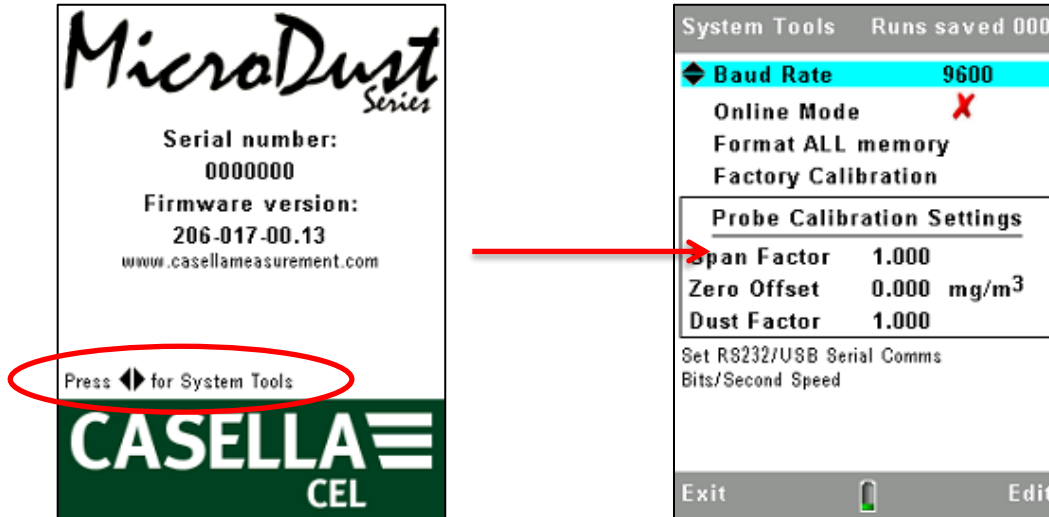 MicroDust
Series
Serial number:
0000000
Firmware version:
206-017-00.13
www.casellameasurement.com
Press ◀▶ for System Tools
CASELLA
CEL
System Tools Runs saved 000
Baud Rate 9600
Online Mode ✗
Format ALL memory
Factory Calibration
Probe Calibration Settings
Span Factor 1.000
Zero Offset 0.000 mg/m³
Dust Factor 1.000
Set RS232/USB Serial Comms
Bits/Second Speed
Exit Edit